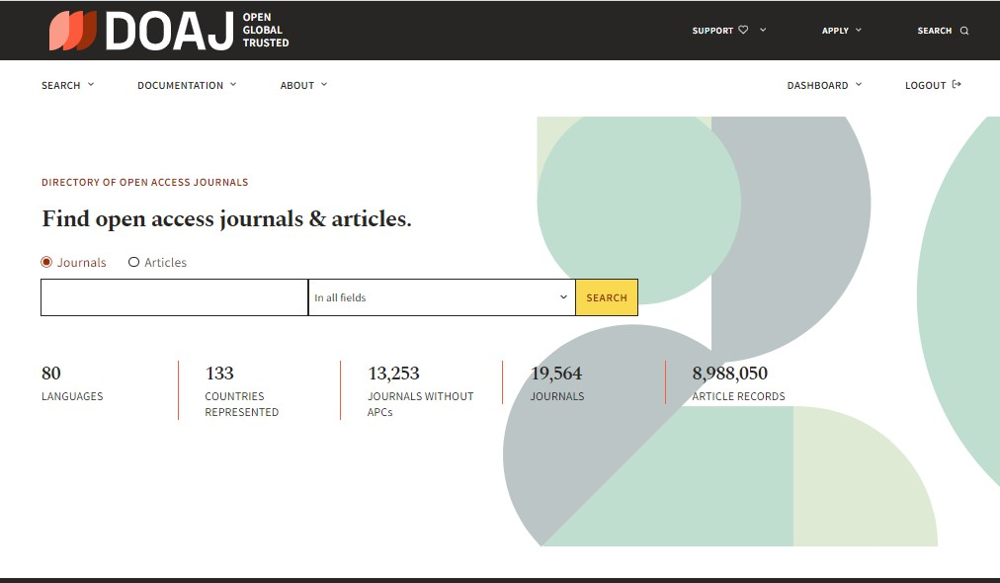 DOAJ
OPEN
GLOBAL
TRUSTED
SUPPORT
APPLY
SEARCH
SEARCH
DOCUMENTATION
ABOUT
DASHBOARD
LOGOUT
DIRECTORY OF OPEN ACCESS JOURNALS
Find open access journals & articles.
Journals
Articles
In all fields
SEARCH
80
LANGUAGES
133
COUNTRIES
REPRESENTED
13,253
JOURNALS WITHOUT
APCs
19,564
JOURNALS
8,988,050
ARTICLE RECORDS